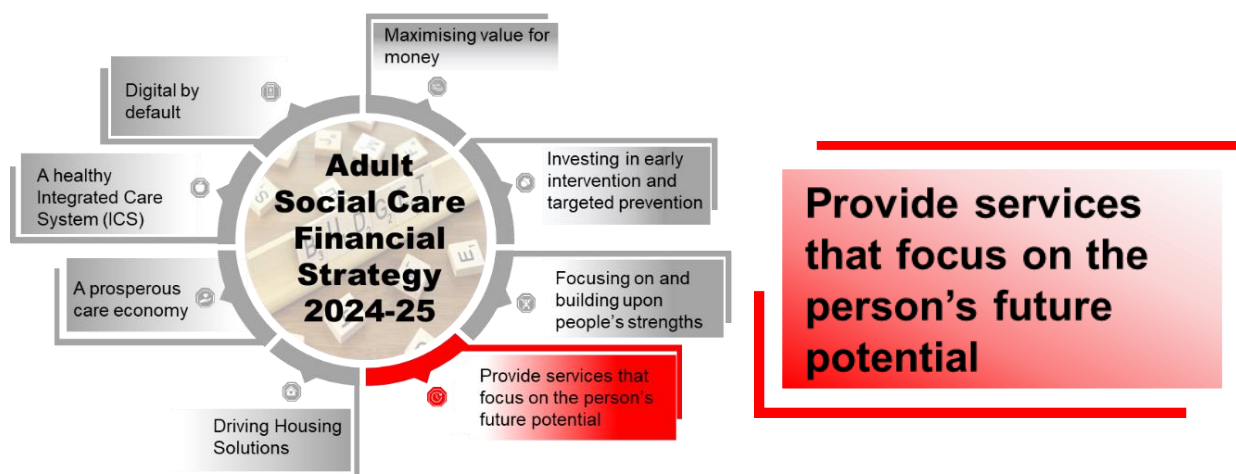 Maximising value for
money
Digital by
default
Investing in early
intervention and
targeted prevention
A healthy
Integrated Care
System (ICS)
Adult
Social Care
Financial
Strategy
2024-25
BUDGET
Focusing on and
building upon
people's strengths
A prosperous
care economy
Provide services that
focus on the person's
future potential
Driving Housing
Solutions
Provide services
that focus on the
person's future
potential